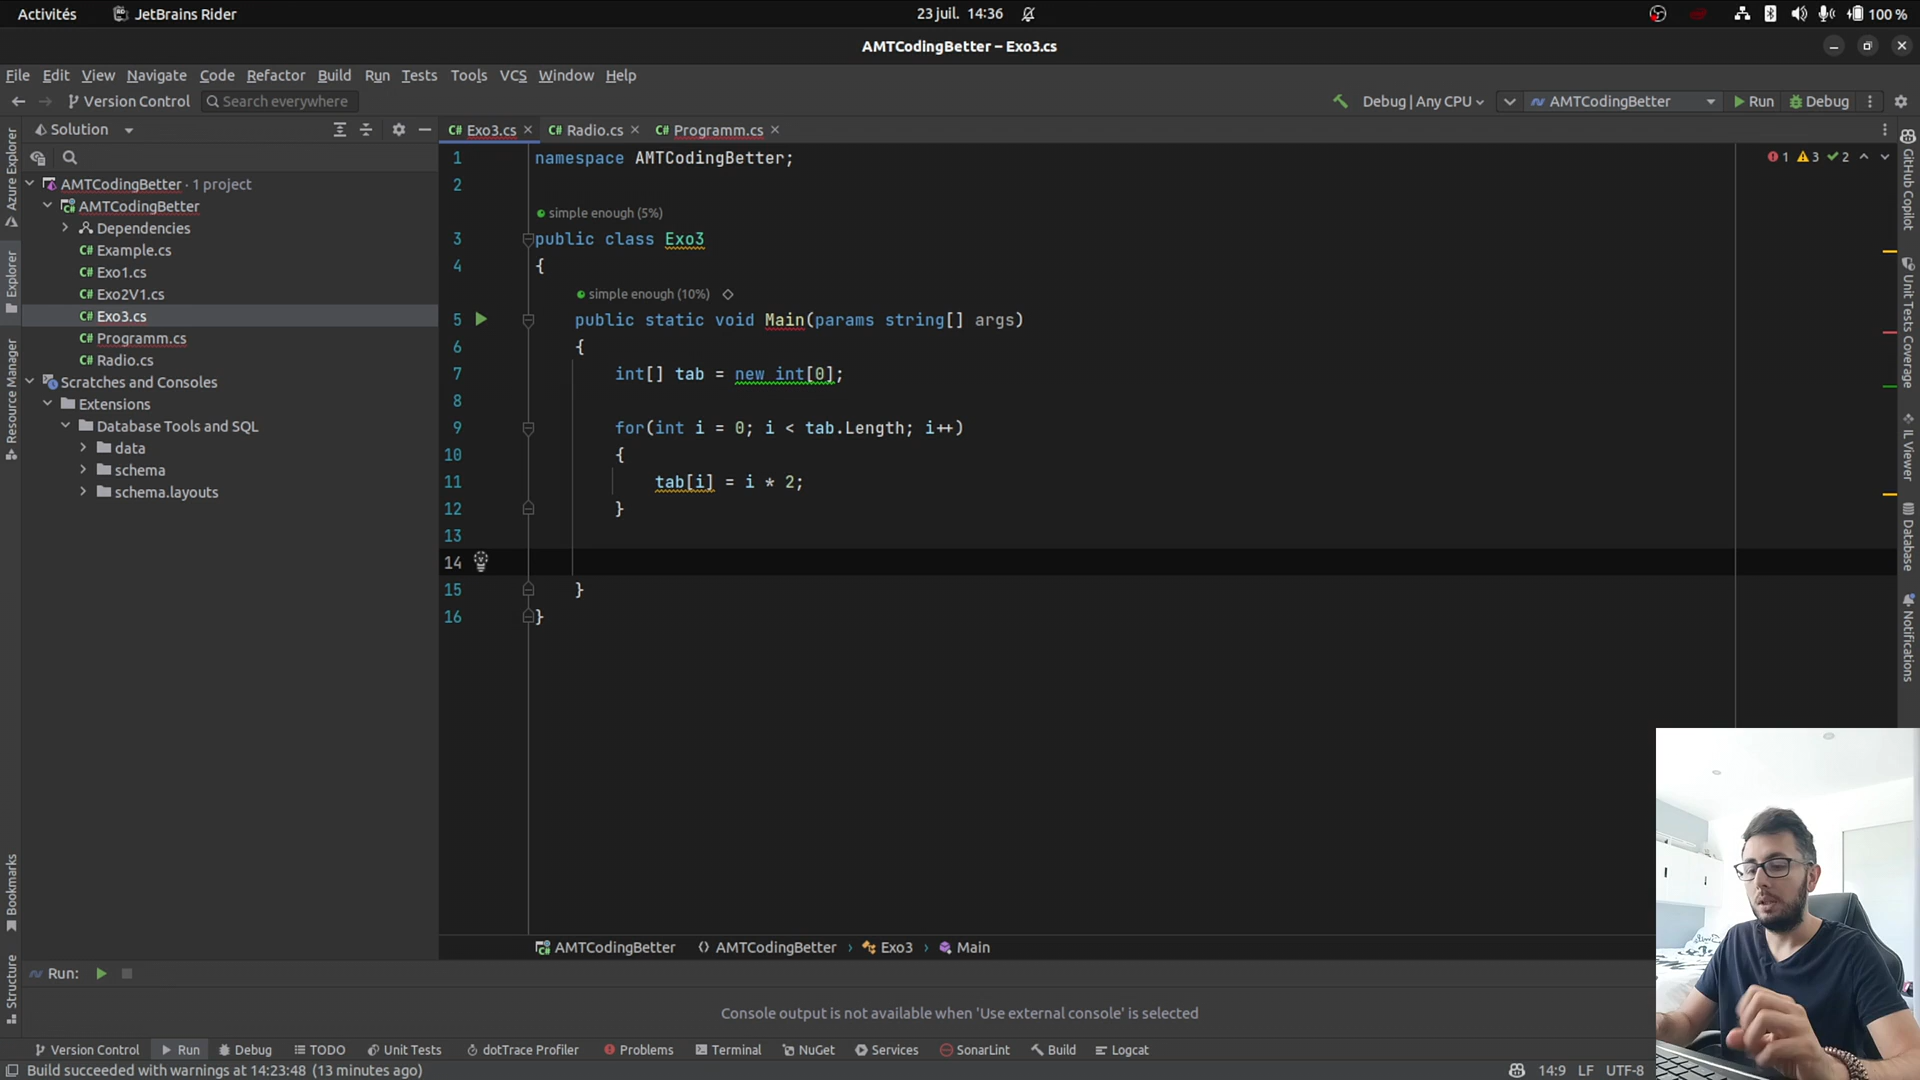 Activités JetBrains Rider 23 juil. 14:36 100 %
AMTCodingBetter – Exo3.cs
File Edit View Navigate Code Refactor Build Run Tests Tools VCS Window Help
Version Control Search everywhere Debug | Any CPU AMTCodingBetter Run Debug
Solution Exo3.cs Radio.cs Programm.cs
AMTCodingBetter · 1 project
AMTCodingBetter
Dependencies
Example.cs
Exo1.cs
Exo2V1.cs
Exo3.cs
Programm.cs
Radio.cs
Scratches and Consoles
Extensions
Database Tools and SQL
data
schema
schema.layouts
1 namespace AMTCodingBetter; 1 3 2
2
simple enough (5%)
3 public class Exo3
4 {
simple enough (10%)
5 public static void Main(params string[] args)
6 {
7 int[] tab = new int[0];
8
9 for(int i = 0; i < tab.Length; i++)
10 {
11 tab[i] = i * 2;
12 }
13
14
15 }
16 }
AMTCodingBetter AMTCodingBetter Exo3 Main
Run:
Console output is not available when 'Use external console' is selected
Version Control Run Debug TODO Unit Tests dotTrace Profiler Problems Terminal NuGet Services SonarLint Build Logcat
Build succeeded with warnings at 14:23:48 (13 minutes ago) 14:9 LF UTF-8
Azure Explorer
Explorer
Resource Manager
Bookmarks
Structure
GitHub Copilot
Unit Tests Coverage
IL Viewer
Database
Notifications